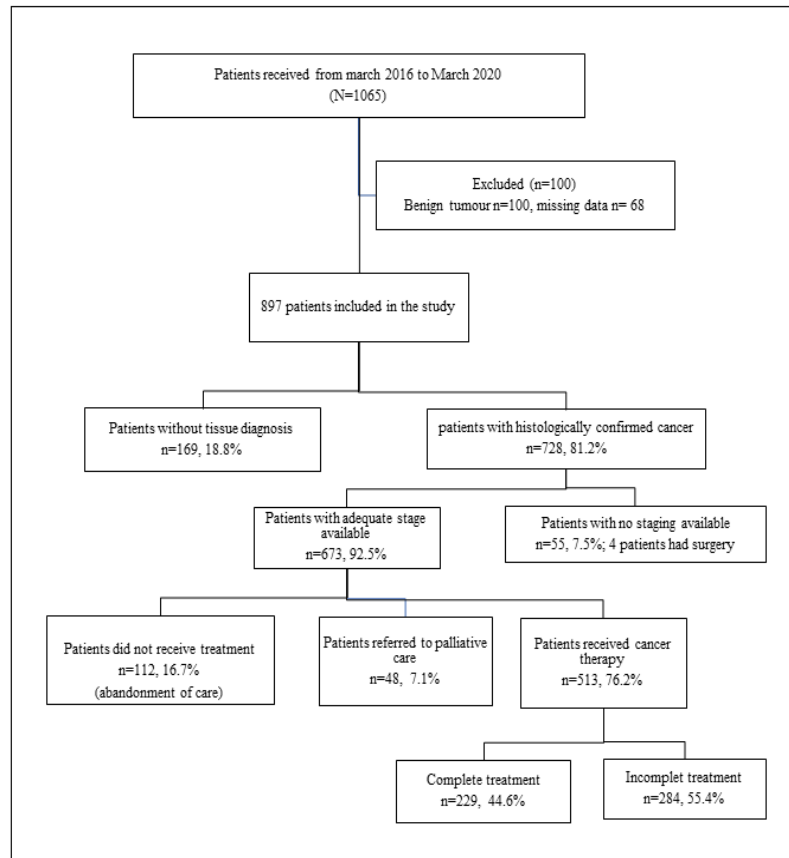 Patients received from march 2016 to March 2020
(N=1065)
Excluded (n=100)
Benign tumour n=100, missing data n= 68
897 patients included in the study
Patients without tissue diagnosis
n=169, 18.8%
patients with histologically confirmed cancer
n=728, 81.2%
Patients with adequate stage
available
n=673, 92.5%
Patients with no staging available
n=55, 7.5%; 4 patients had surgery
Patients did not receive treatment
n=112, 16.7%
(abandonment of care)
Patients referred to palliative
care
n=48, 7.1%
Patients received cancer
therapy
n=513, 76.2%
Complete treatment
n=229, 44.6%
Incomplet treatment
n=284, 55.4%